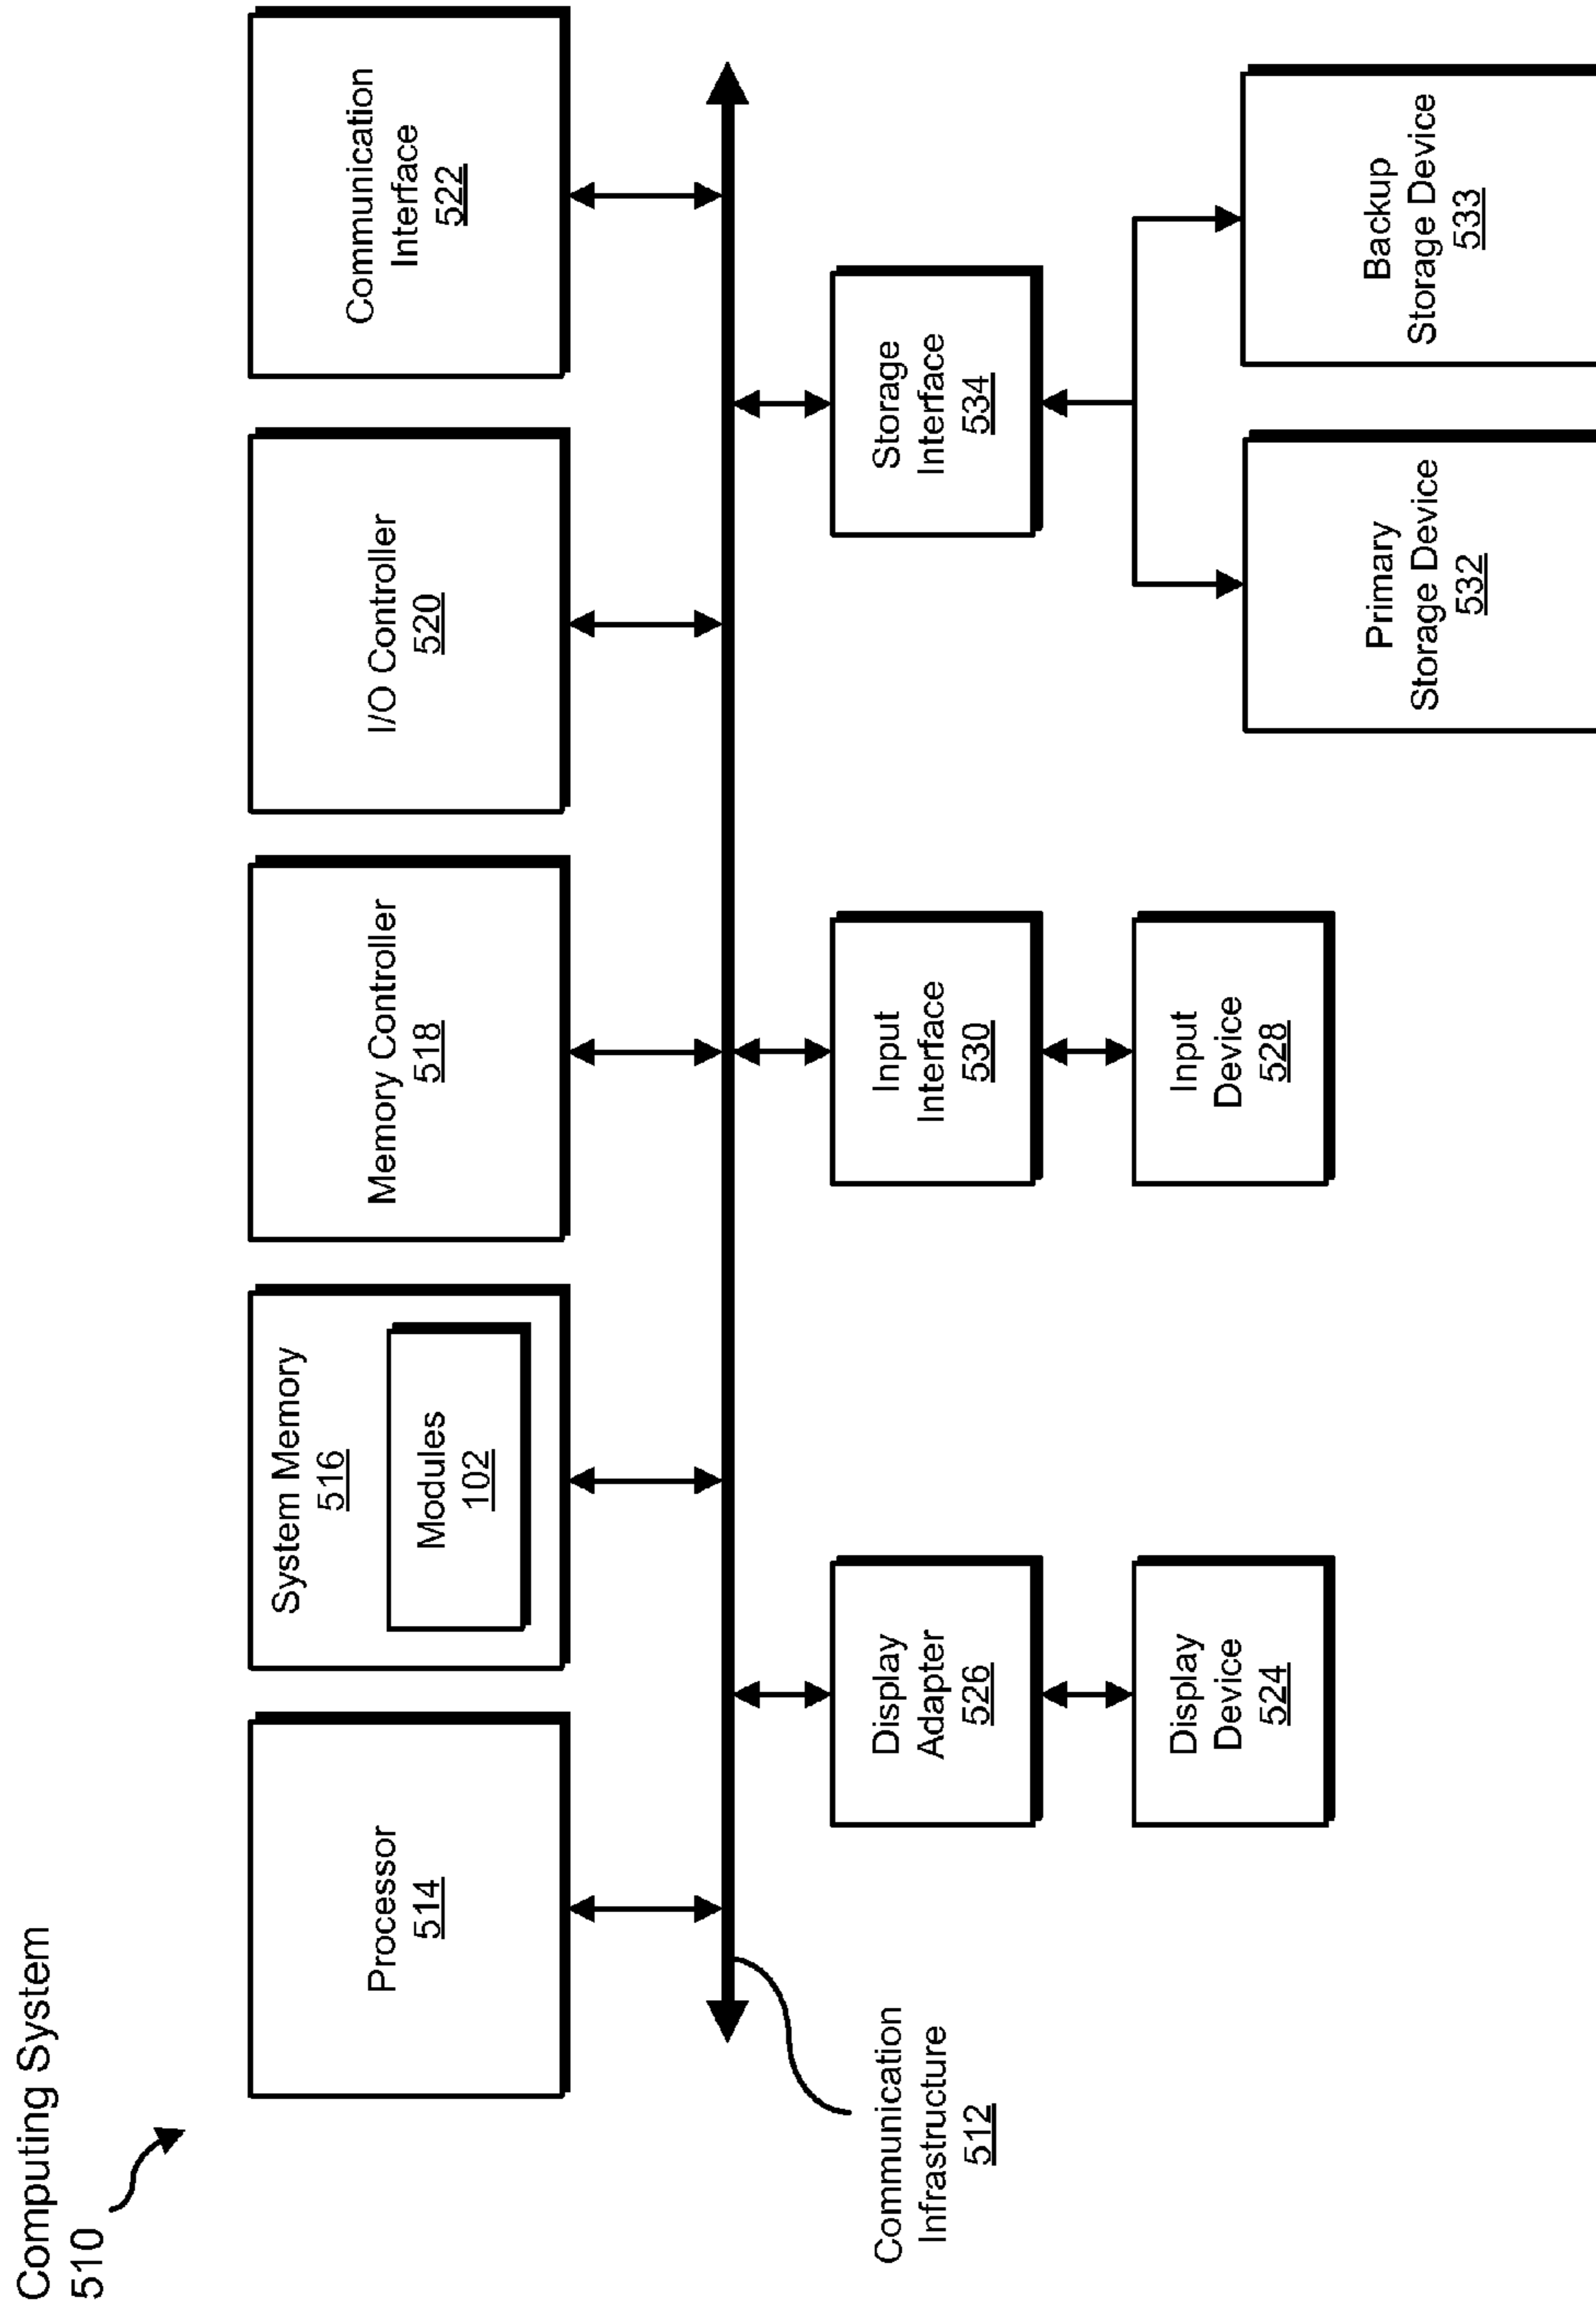 Computing System
510
Processor
514
System Memory
516
Modules
102
Memory Controller
518
I/O Controller
520
Communication
Interface
522
Communication
Infrastructure
512
Display
Adapter
526
Input
Interface
530
Storage
Interface
534
Display
Device
524
Input
Device
528
Primary
Storage Device
532
Backup
Storage Device
533